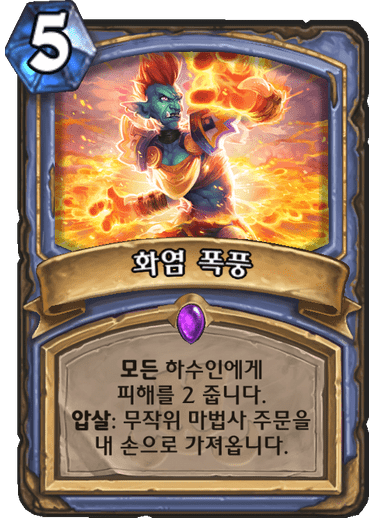 5
화염 폭풍
모든 하수인에게
피해를 2 줍니다.
압살: 무작위 마법사 주문을
내 손으로 가져옵니다.